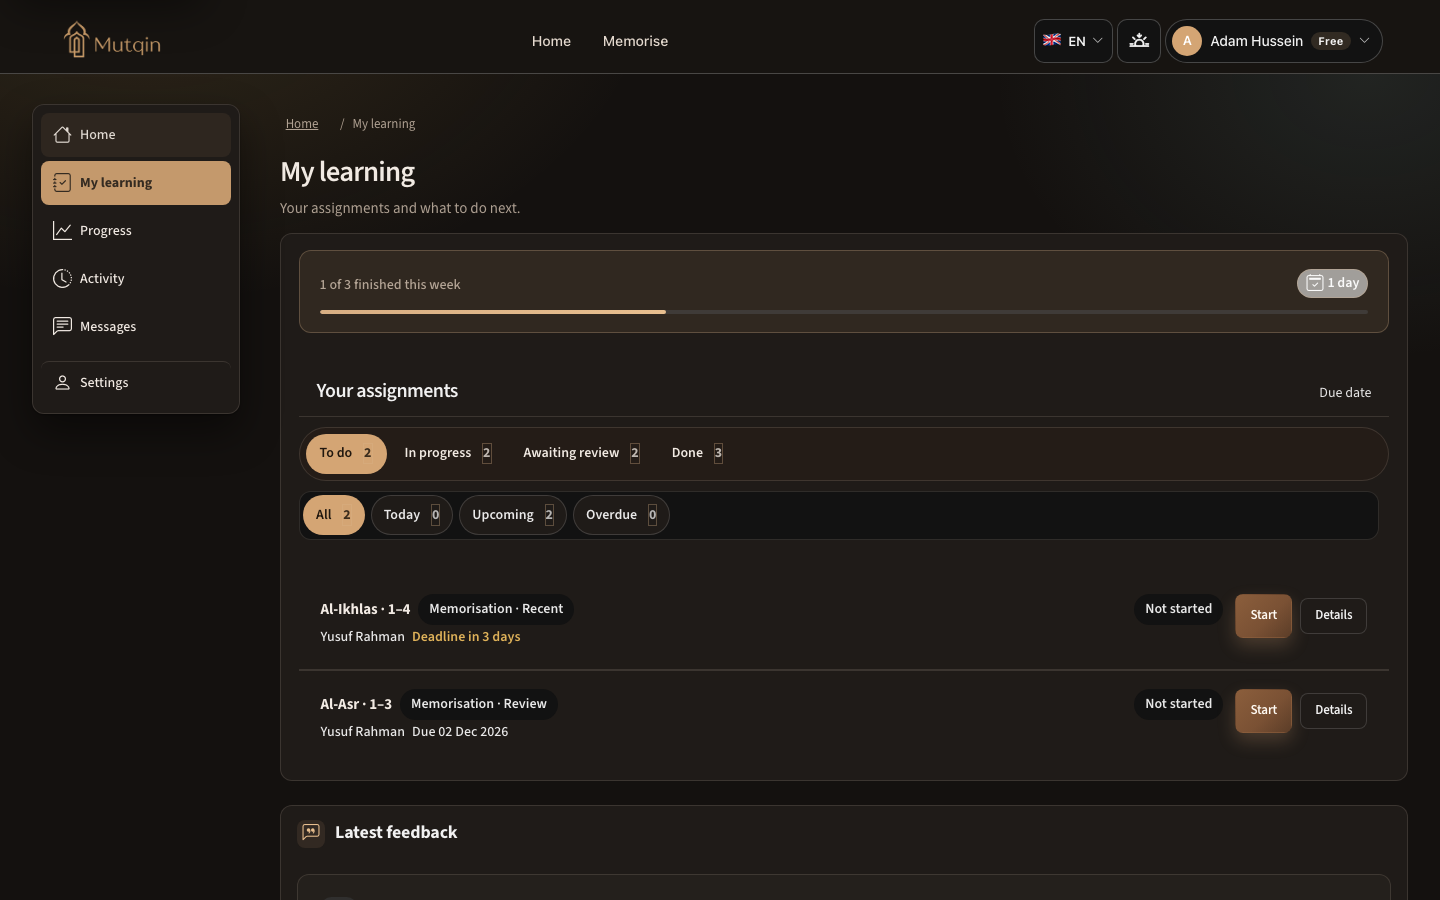 Mutqin
Home
Memorise
EN
A
Adam Hussein
Free
Home
My learning
Progress
Activity
Messages
Settings
Home / My learning
My learning
Your assignments and what to do next.
1 of 3 finished this week
1 day
Your assignments
Due date
To do 2
In progress 2
Awaiting review 2
Done 3
All 2
Today 0
Upcoming 2
Overdue 0
Al-Ikhlas · 1–4 Memorisation · Recent
Yusuf Rahman Deadline in 3 days
Not started
Start
Details
Al-Asr · 1–3 Memorisation · Review
Yusuf Rahman Due 02 Dec 2026
Not started
Start
Details
Latest feedback